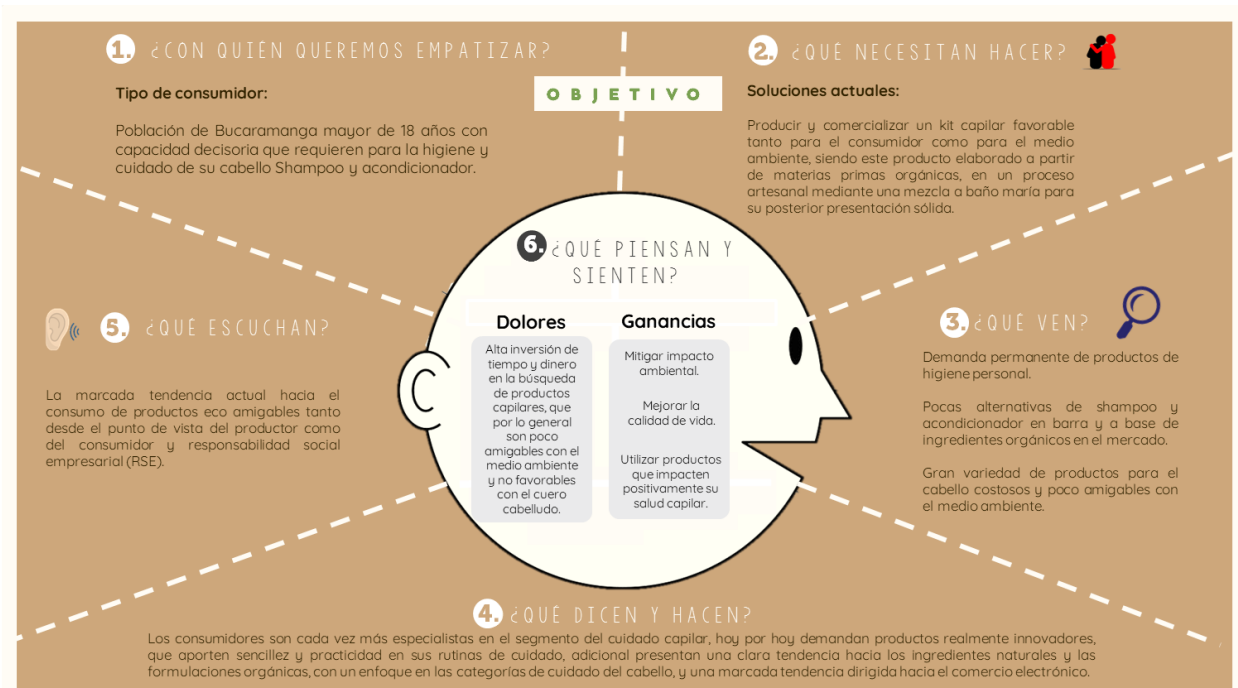 1. ¿CON QUIÉN QUEREMOS EMPATIZAR?
Tipo de consumidor:
Población de Bucaramanga mayor de 18 años con
capacidad decisoria que requieren para la higiene y
cuidado de su cabello Shampoo y acondicionador.
OBJETIVO
2. ¿QUÉ NECESITAN HACER?
Soluciones actuales:
Producir y comercializar un kit capilar favorable
tanto para el consumidor como para el medio
ambiente, siendo este producto elaborado a partir
de materias primas orgánicas, en un proceso
artesanal mediante una mezcla a baño maría para
su posterior presentación sólida.
3. ¿QUÉ VEN?
Demanda permanente de productos de
higiene personal.
Pocas alternativas de shampoo y
acondicionador en barra y a base de
ingredientes orgánicos en el mercado.
Gran variedad de productos para el
cabello costosos y poco amigables con
el medio ambiente.
4. ¿QUÉ DICEN Y HACEN?
Los consumidores son cada vez más especialistas en el segmento del cuidado capilar, hoy por hoy demandan productos realmente innovadores,
que aporten sencillez y practicidad en sus rutinas de cuidado, adicional presentan una clara tendencia hacia los ingredientes naturales y las
formulaciones orgánicas, con un enfoque en las categorías de cuidado del cabello, y una marcada tendencia dirigida hacia el comercio electrónico.
5. ¿QUÉ ESCUCHAN?
La marcada tendencia actual hacia el
consumo de productos eco amigables tanto
desde el punto de vista del productor como
del consumidor y responsabilidad social
empresarial (RSE).
6. ¿QUÉ PIENSAN Y
SIENTEN?
Dolores
Alta inversión de
tiempo y dinero
en la búsqueda
de productos
capilares, que
por lo general
son poco
amigables con el
medio ambiente
y no favorables
con el cuero
cabelludo.
Ganancias
Mitigar impacto
ambiental.
Mejorar la
calidad de vida.
Utilizar productos
que impacten
positivamente su
salud capilar.